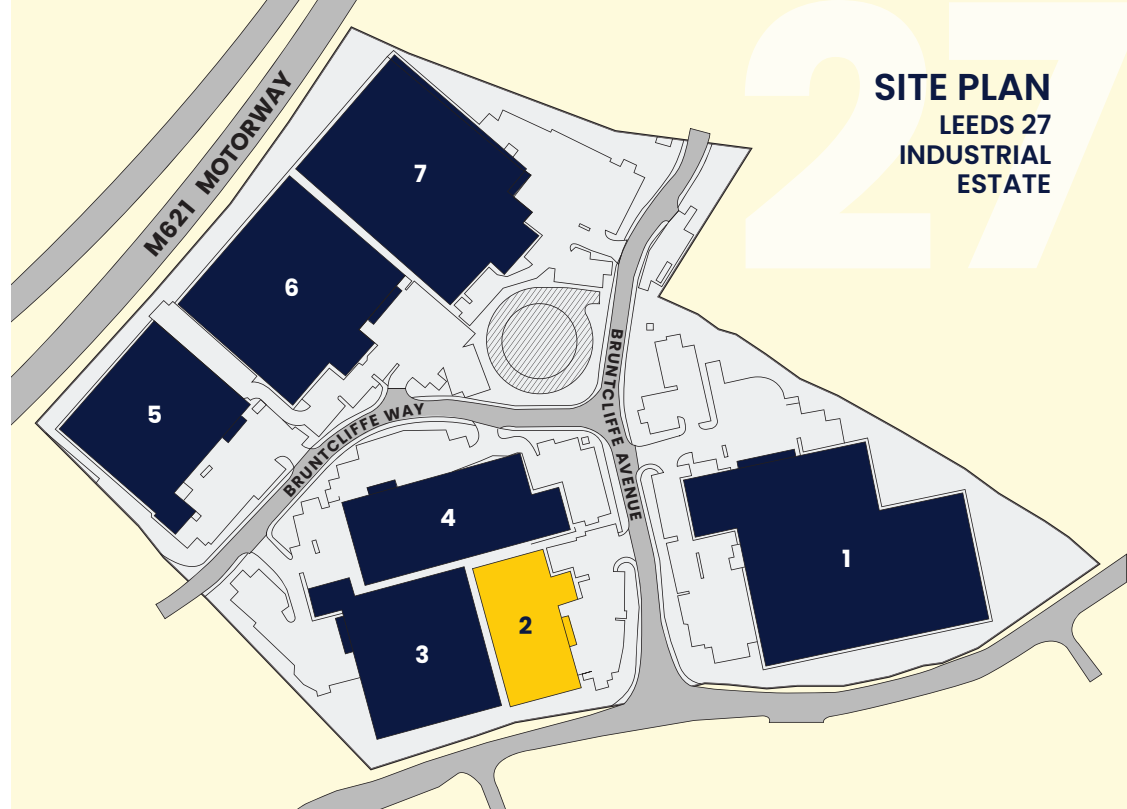 27
SITE PLAN
LEEDS 27
INDUSTRIAL
ESTATE
M621 MOTORWAY
7
6
5
BRUNTCLIFFE WAY
BRUNTCLIFFE AVENUE
4
1
2
3